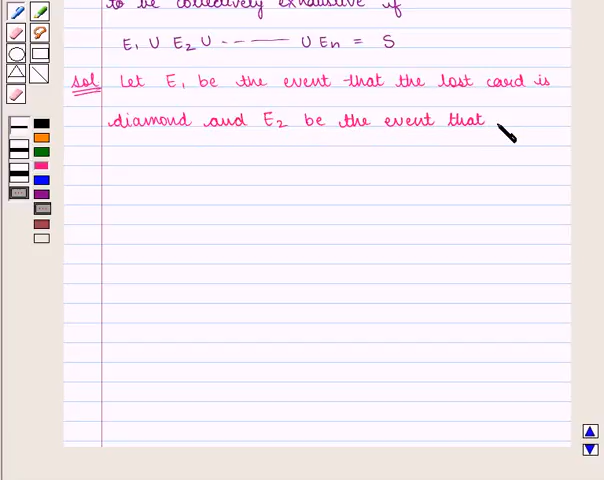 to be collectively exhaustive if
E₁ ∪ E₂ ∪ ------- ∪ Eₙ = S
Sol Let E₁ be the event that the lost card is
diamond and E₂ be the event that